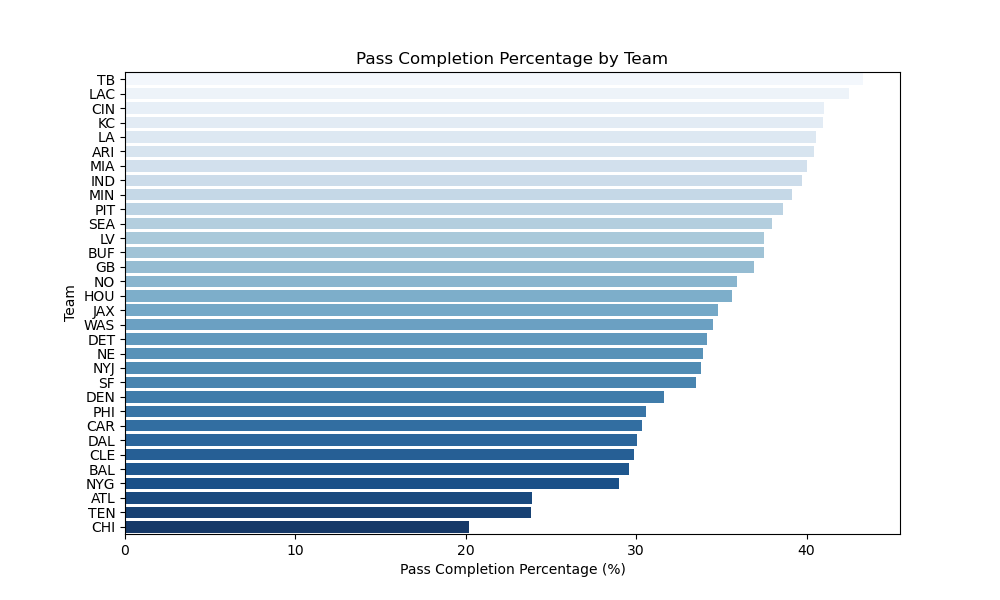 Pass Completion Percentage by Team
Team
TB
LAC
CIN
KC
LA
ARI
MIA
IND
MIN
PIT
SEA
LV
BUF
GB
NO
HOU
JAX
WAS
DET
NE
NYJ
SF
DEN
PHI
CAR
DAL
CLE
BAL
NYG
ATL
TEN
CHI
0 10 20 30 40
Pass Completion Percentage (%)